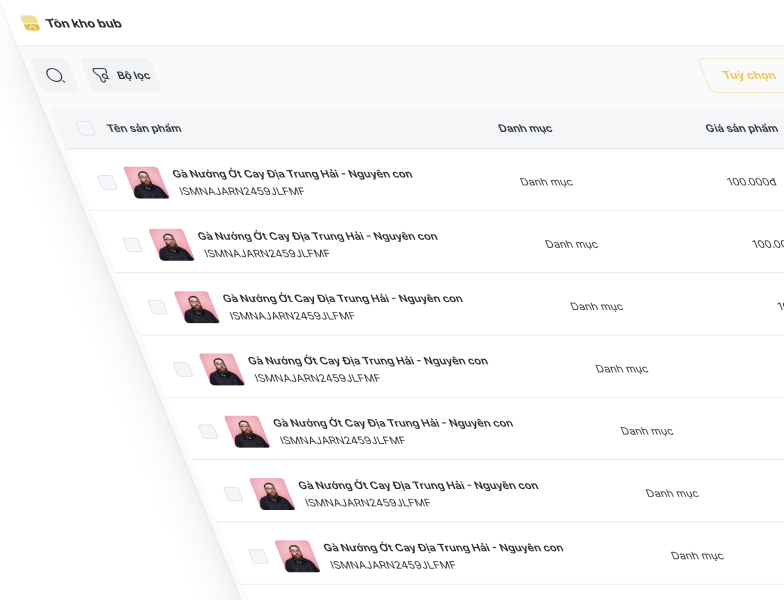 Tồn kho bub
Bộ lọc
Tuỳ chọn
Tên sản phẩm Danh mục Giá sản phẩm
Gà Nướng Ớt Cay Địa Trung Hải - Nguyên con
ISMNAJARN2459JLFMF Danh mục 100.000đ
Gà Nướng Ớt Cay Địa Trung Hải - Nguyên con
ISMNAJARN2459JLFMF Danh mục
Gà Nướng Ớt Cay Địa Trung Hải - Nguyên con
ISMNAJARN2459JLFMF Danh mục
Gà Nướng Ớt Cay Địa Trung Hải - Nguyên con
ISMNAJARN2459JLFMF Danh mục
Gà Nướng Ớt Cay Địa Trung Hải - Nguyên con
ISMNAJARN2459JLFMF Danh mục
Gà Nướng Ớt Cay Địa Trung Hải - Nguyên con
ISMNAJARN2459JLFMF Danh mục
Gà Nướng Ớt Cay Địa Trung Hải - Nguyên con
ISMNAJARN2459JLFMF Danh mục